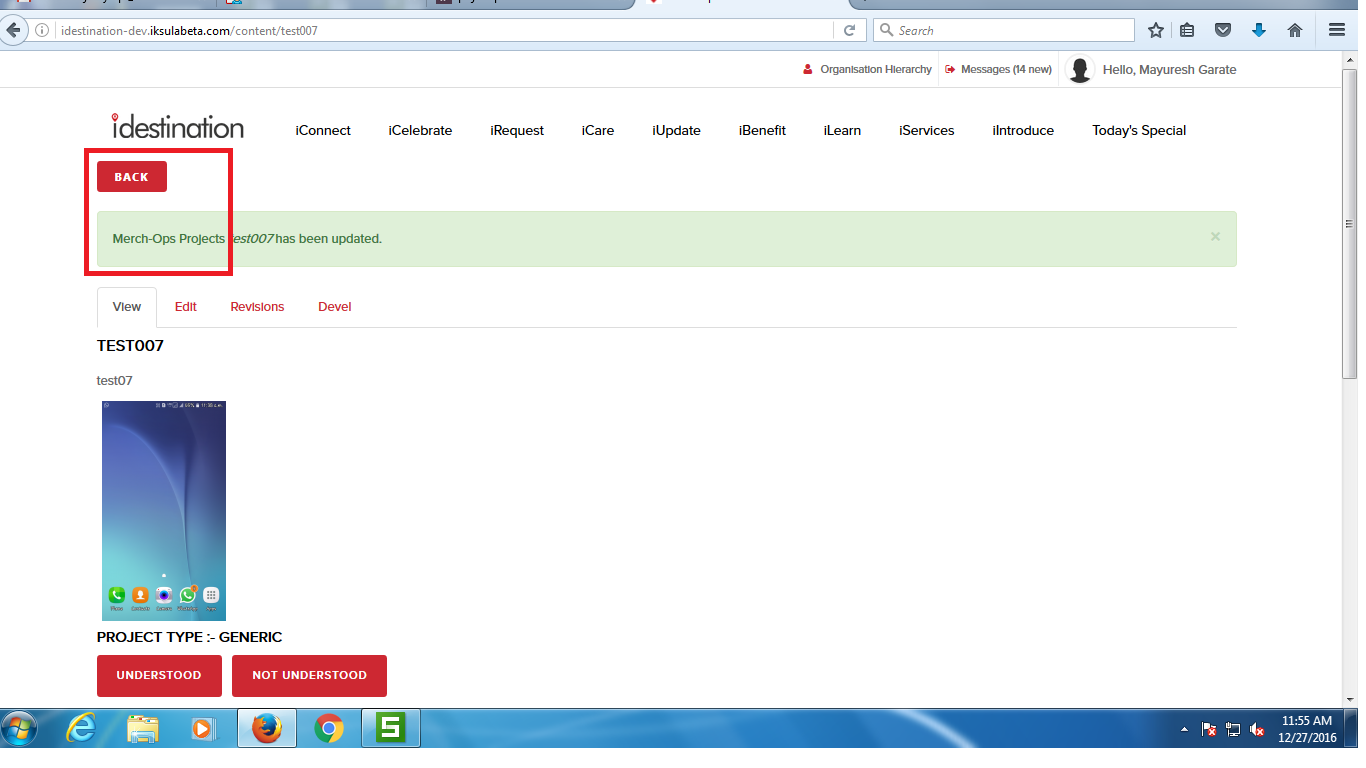 idestination-dev.iksulabeta.com/content/test007
Search
Organisation Hierarchy
Messages (14 new)
Hello, Mayuresh Garate
idestination
iConnect
iCelebrate
iRequest
iCare
iUpdate
iBenefit
iLearn
iServices
iIntroduce
Today's Special
BACK
Merch-Ops Projects test007 has been updated.
×
View
Edit
Revisions
Devel
TEST007
test07
PROJECT TYPE :- GENERIC
UNDERSTOOD
NOT UNDERSTOOD
11:55 AM
12/27/2016